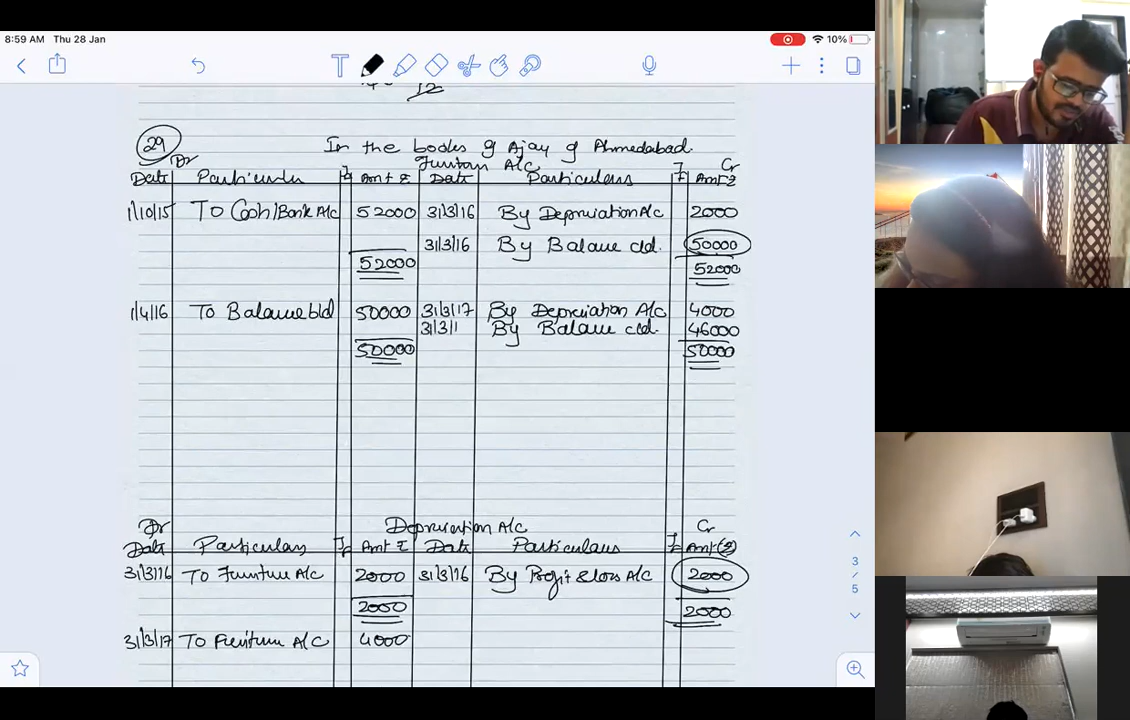 8:59 AM Thu 28 Jan 10%
12
29 In the books of Ajay of Ahmedabad.
Dr Furniture A/c Cr
Date Particulars Amt ₹ Date Particulars Amt ₹
1/10/15 To Cash/Bank A/c 52000 31/3/16 By Depreciation A/c 2000
31/3/16 By Balance c/d. 50000
52000 52000
1/4/16 To Balance b/d 50000 31/3/17 By Depreciation A/c 4000
31/3/1 By Balance c/d. 46000
50000 50000
Dr Depreciation A/c Cr
Date Particulars Amt ₹ Date Particulars Amt (₹)
31/3/16 To Furniture A/c 2000 31/3/16 By Profit & loss A/c 2000
2000 2000
31/3/17 To Furniture A/c 4000
3
/
5